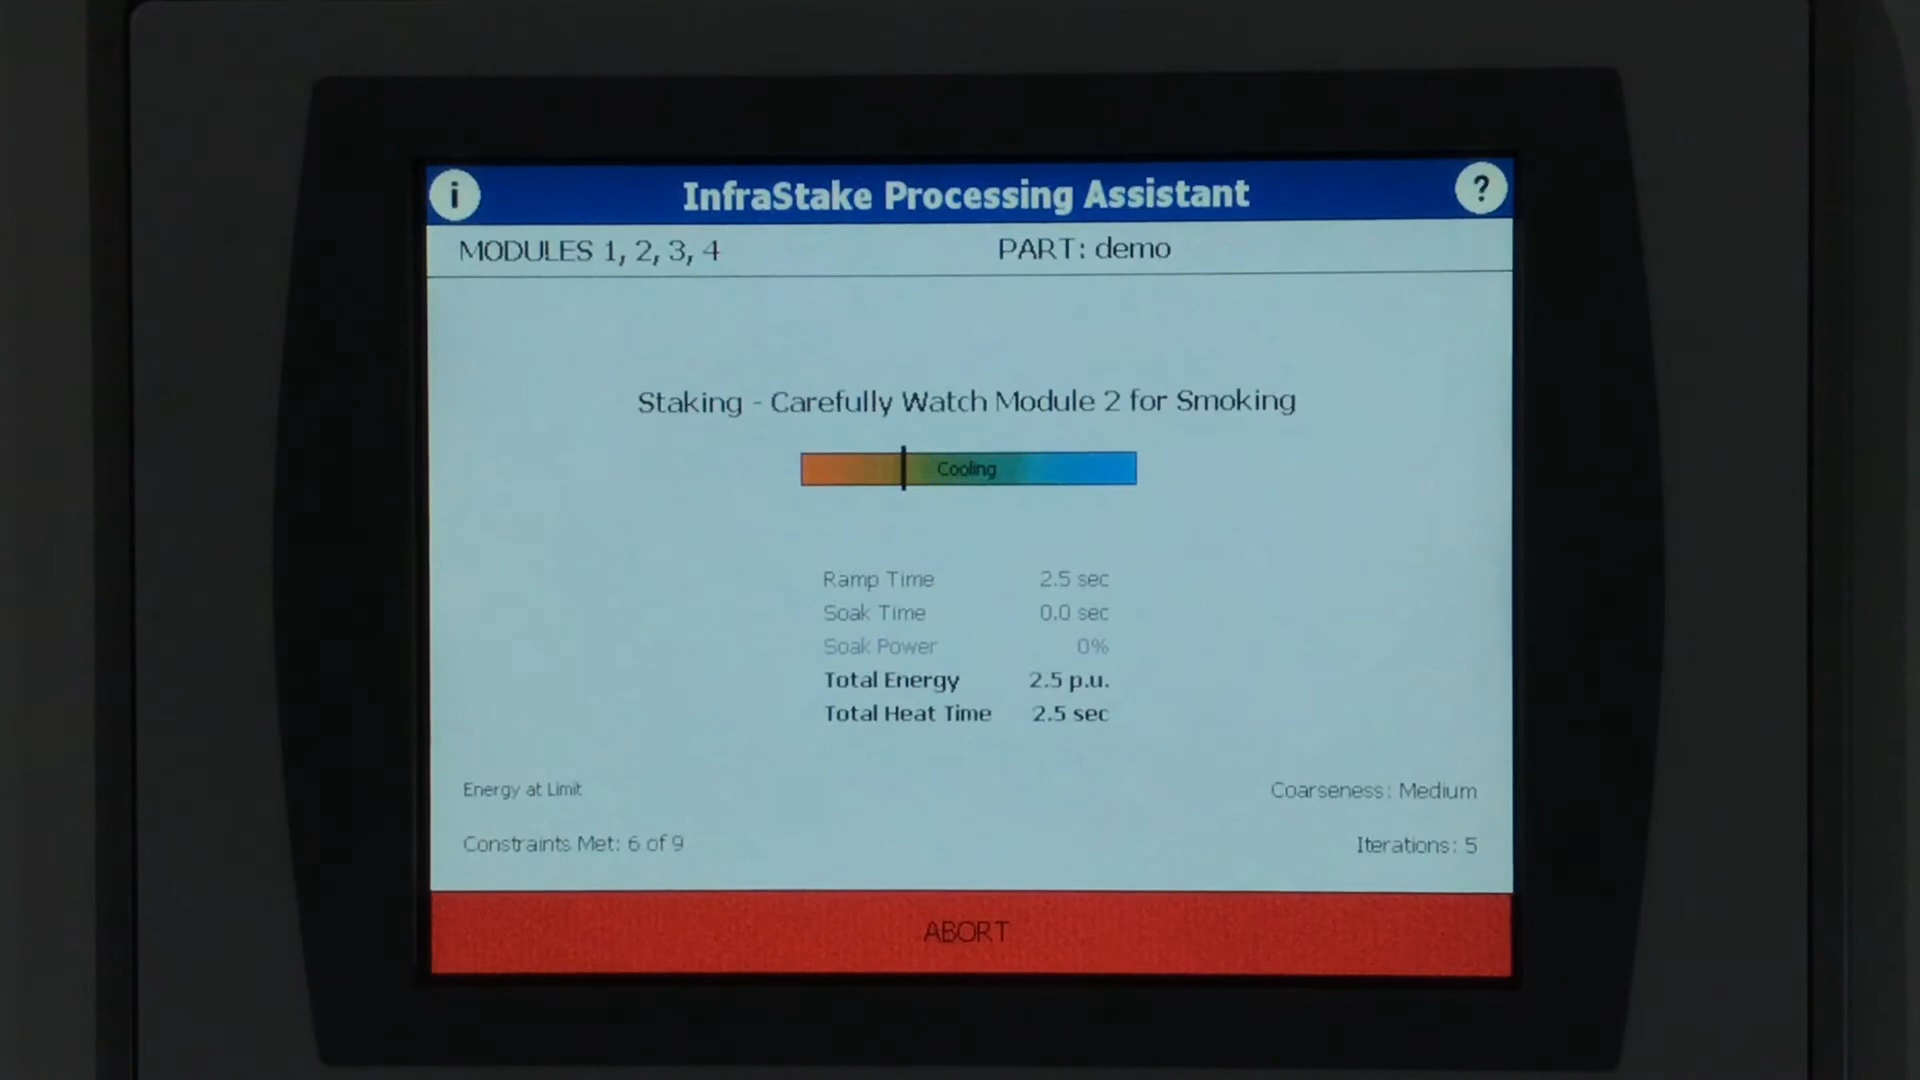 i InfraStake Processing Assistant ?
MODULES 1, 2, 3, 4 PART: demo
Staking - Carefully Watch Module 2 for Smoking
Cooling
Ramp Time 2.5 sec
Soak Time 0.0 sec
Soak Power 0%
Total Energy 2.5 p.u.
Total Heat Time 2.5 sec
Energy at Limit Coarseness: Medium
Constraints Met: 6 of 9 Iterations: 5
ABORT